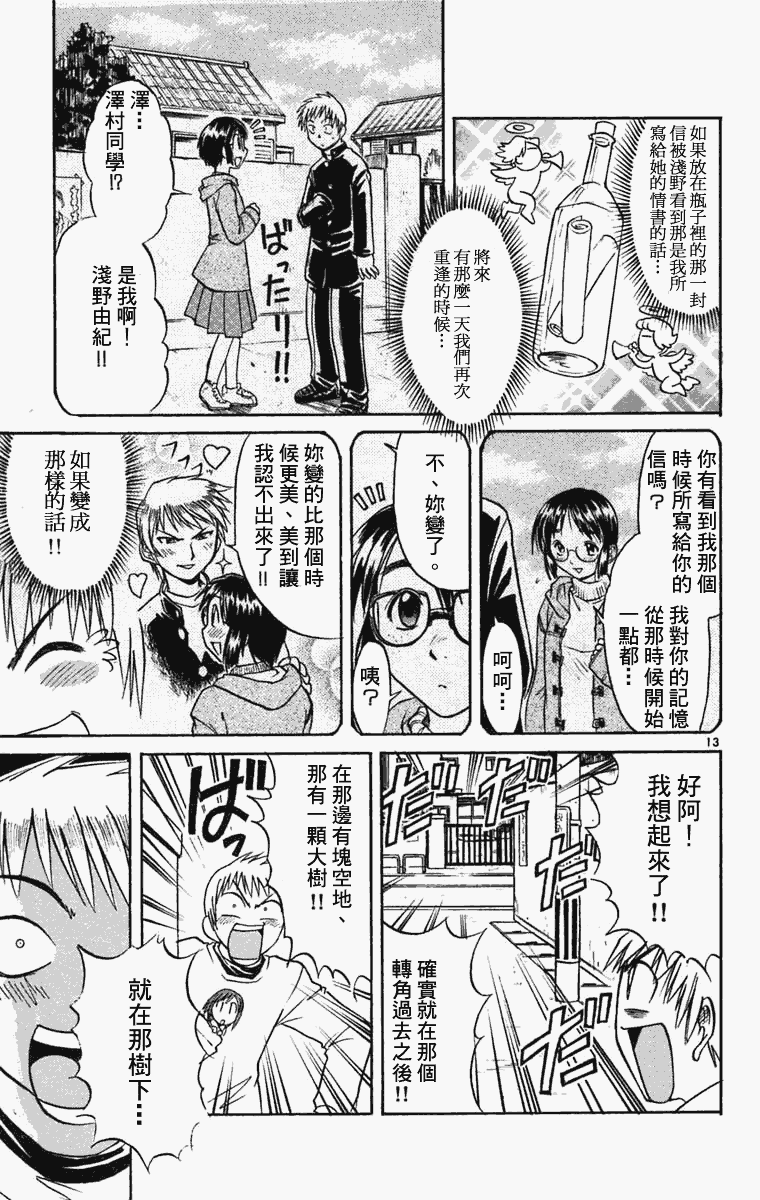 如果放在瓶子裡的那一封
信被淺野看到那是我所
寫給她的情書的話…
將來
有那麼一天我們再次
重逢的時候…
澤…
澤村同學!?
ばったり!!
是我啊！
淺野由紀!!
你有看到我那個
時候所寫給你的
信嗎？
我對你的記憶
從那時候開始
一點都…
呵呵…
不、妳變了。
咦？
妳變的比那個時
候更美、美到讓
我認不出來了!!
如果變成
那樣的話!!
13
好阿！
我想起來了!!
だだ
だだ
確實就在那個
轉角過去之後!!
在那邊有塊空地、
那有一顆大樹!!
ばっ
就在那樹下…